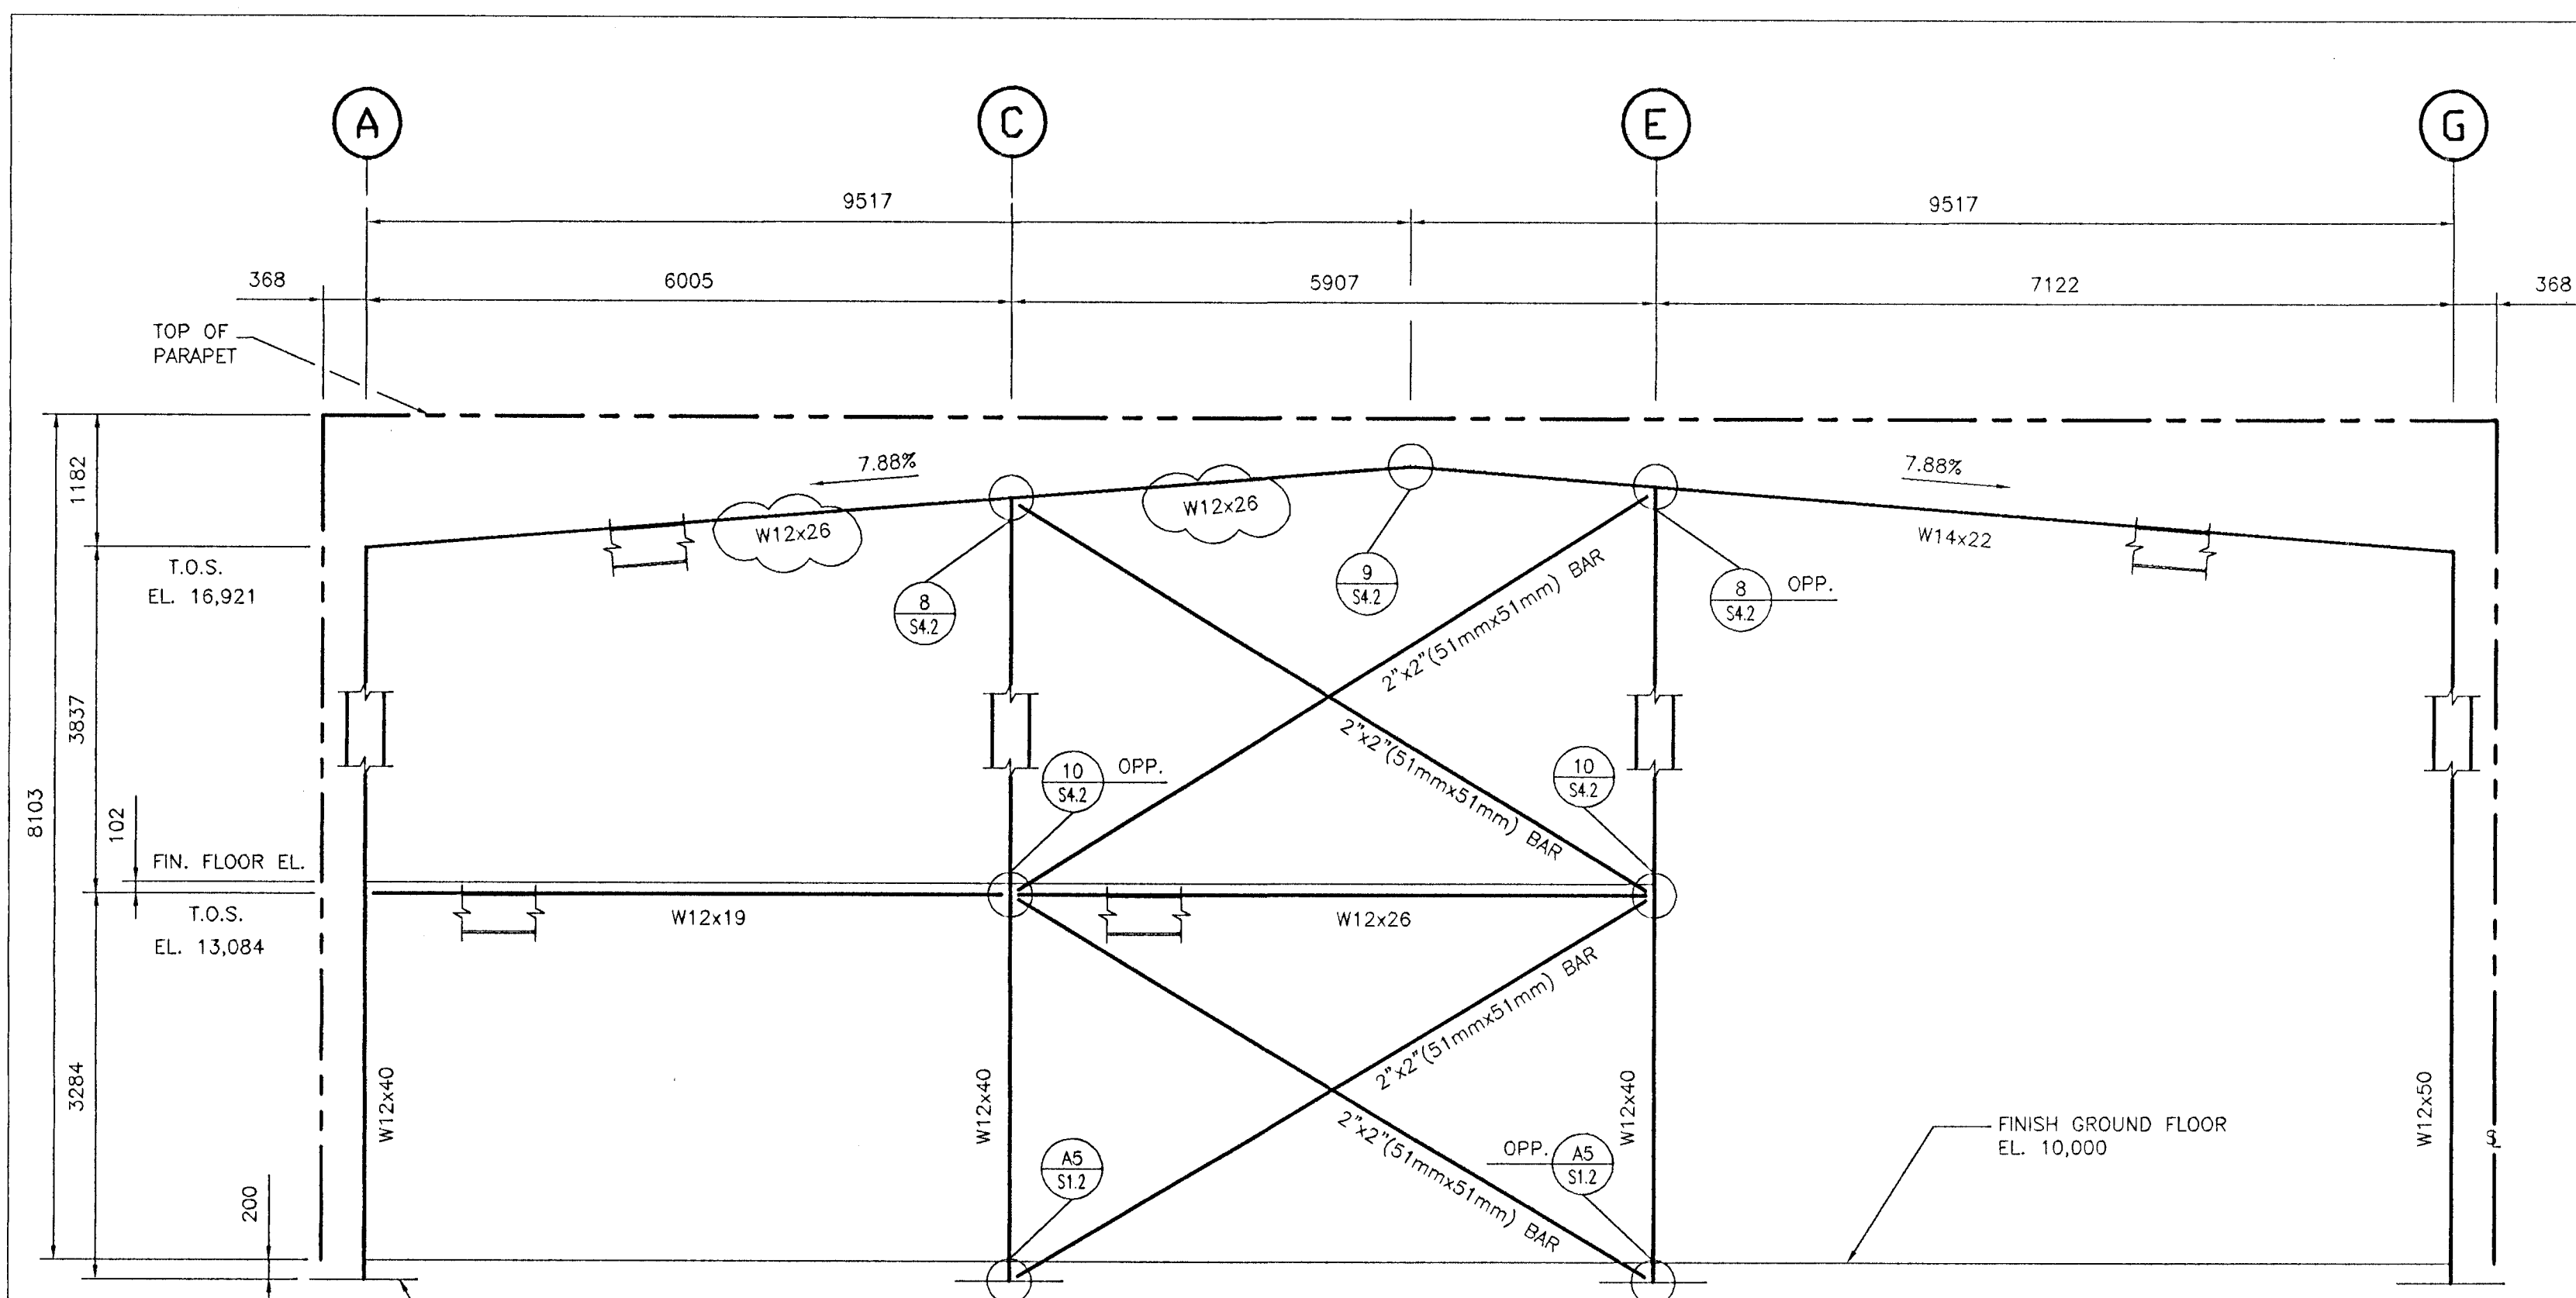 A
C
E
G
9517
9517
368
6005
5907
7122
368
TOP OF
PARAPET
1182
7.88%
7.88%
W12x26
W12x26
W14x22
T.O.S.
EL. 16,921
9
S4.2
8
S4.2
8
S4.2
OPP.
2"x2"(51mmx51mm) BAR
2"x2"(51mmx51mm) BAR
3837
8103
102
10
S4.2
OPP.
10
S4.2
FIN. FLOOR EL.
T.O.S.
EL. 13,084
W12x19
W12x26
2"x2"(51mmx51mm) BAR
2"x2"(51mmx51mm) BAR
3284
W12x40
W12x40
W12x40
W12x50
FINISH GROUND FLOOR
EL. 10,000
A5
S1.2
OPP.
A5
S1.2
200